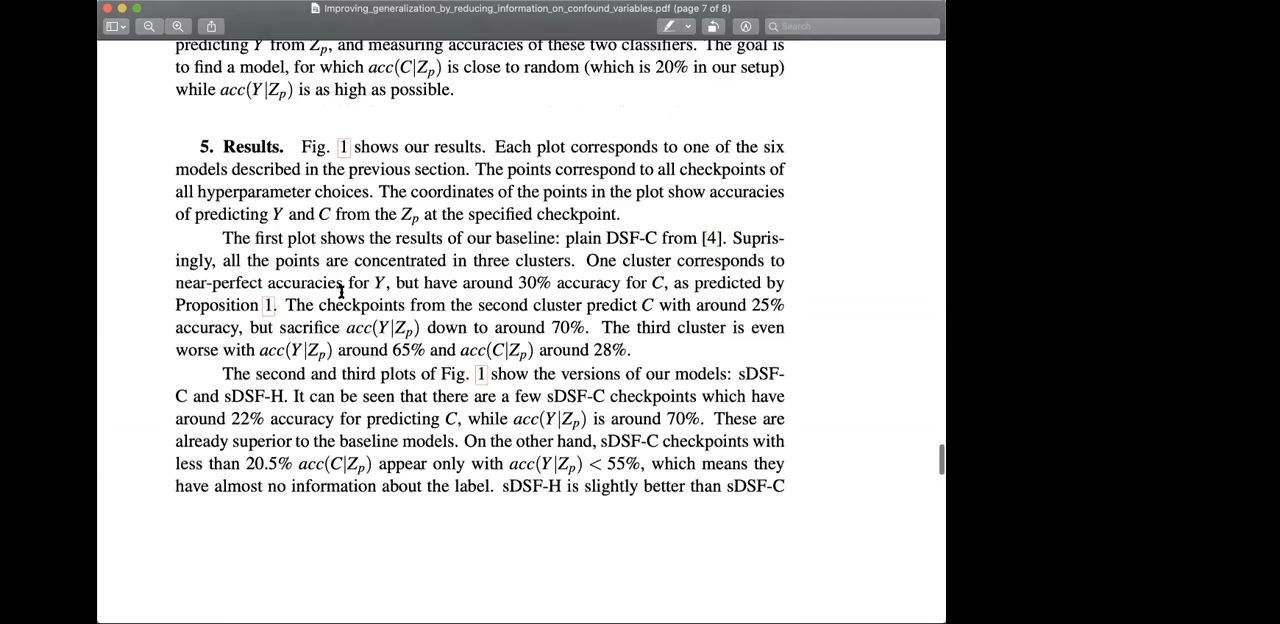 Improving_generalization_by_reducing_information_on_confound_variables.pdf (page 7 of 8)
Search
predicting Y from Zp, and measuring accuracies of these two classifiers. The goal is
to find a model, for which acc(C|Zp) is close to random (which is 20% in our setup)
while acc(Y|Zp) is as high as possible.
5. Results. Fig. 1 shows our results. Each plot corresponds to one of the six
models described in the previous section. The points correspond to all checkpoints of
all hyperparameter choices. The coordinates of the points in the plot show accuracies
of predicting Y and C from the Zp at the specified checkpoint.
The first plot shows the results of our baseline: plain DSF-C from [4]. Supris-
ingly, all the points are concentrated in three clusters. One cluster corresponds to
near-perfect accuracies for Y, but have around 30% accuracy for C, as predicted by
Proposition 1. The checkpoints from the second cluster predict C with around 25%
accuracy, but sacrifice acc(Y|Zp) down to around 70%. The third cluster is even
worse with acc(Y|Zp) around 65% and acc(C|Zp) around 28%.
The second and third plots of Fig. 1 show the versions of our models: sDSF-
C and sDSF-H. It can be seen that there are a few sDSF-C checkpoints which have
around 22% accuracy for predicting C, while acc(Y|Zp) is around 70%. These are
already superior to the baseline models. On the other hand, sDSF-C checkpoints with
less than 20.5% acc(C|Zp) appear only with acc(Y|Zp) < 55%, which means they
have almost no information about the label. sDSF-H is slightly better than sDSF-C